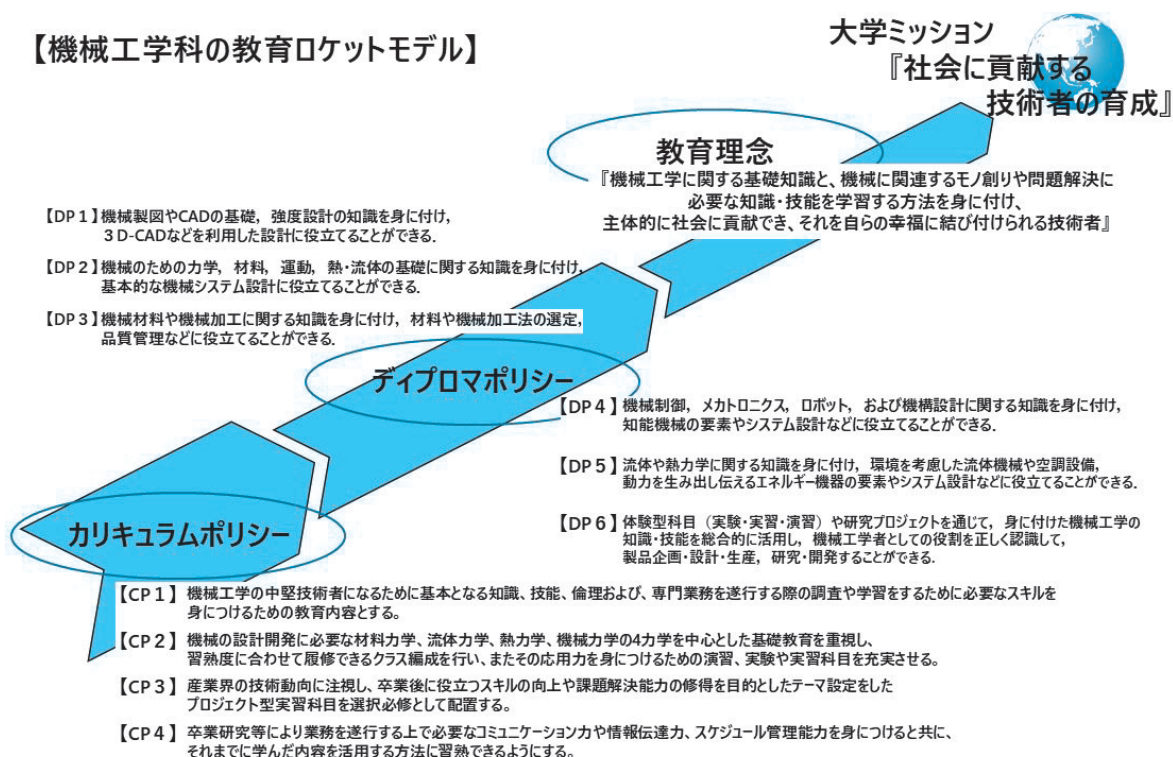 【機械工学科の教育ロケットモデル】
大学ミッション
『社会に貢献する
技術者の育成』
教育理念
『機械工学に関する基礎知識と、機械に関連するモノ創りや問題解決に
必要な知識・技能を学習する方法を身に付け、
主体的に社会に貢献でき、それを自らの幸福に結び付けられる技術者』
【DP１】機械製図やCADの基礎，強度設計の知識を身に付け，
３D-CADなどを利用した設計に役立てることができる．
【DP２】機械のための力学，材料，運動，熱・流体の基礎に関する知識を身に付け，
基本的な機械システム設計に役立てることができる．
【DP３】機械材料や機械加工に関する知識を身に付け，材料や機械加工法の選定，
品質管理などに役立てることができる．
ディプロマポリシー
【DP４】機械制御，メカトロニクス，ロボット，および機構設計に関する知識を身に付け，
知能機械の要素やシステム設計などに役立てることができる．
【DP５】流体や熱力学に関する知識を身に付け，環境を考慮した流体機械や空調設備，
動力を生み出し伝えるエネルギー機器の要素やシステム設計などに役立てることができる．
【DP６】体験型科目（実験・実習・演習）や研究プロジェクトを通じて，身に付けた機械工学の
知識・技能を総合的に活用し，機械工学者としての役割を正しく認識して，
製品企画・設計・生産，研究・開発することができる．
カリキュラムポリシー
【CP１】機械工学の中堅技術者になるために基本となる知識、技能、倫理および、専門業務を遂行する際の調査や学習をするために必要なスキルを
身につけるための教育内容とする。
【CP２】機械の設計開発に必要な材料力学、流体力学、熱力学、機械力学の4力学を中心とした基礎教育を重視し、
習熟度に合わせて履修できるクラス編成を行い、またその応用力を身につけるための演習、実験や実習科目を充実させる。
【CP３】産業界の技術動向に注視し、卒業後に役立つスキルの向上や課題解決能力の修得を目的としたテーマ設定をした
プロジェクト型実習科目を選択必修として配置する。
【CP４】卒業研究等により業務を遂行する上で必要なコミュニケーション力や情報伝達力、スケジュール管理能力を身につけると共に、
それまでに学んだ内容を活用する方法に習熟できるようにする。